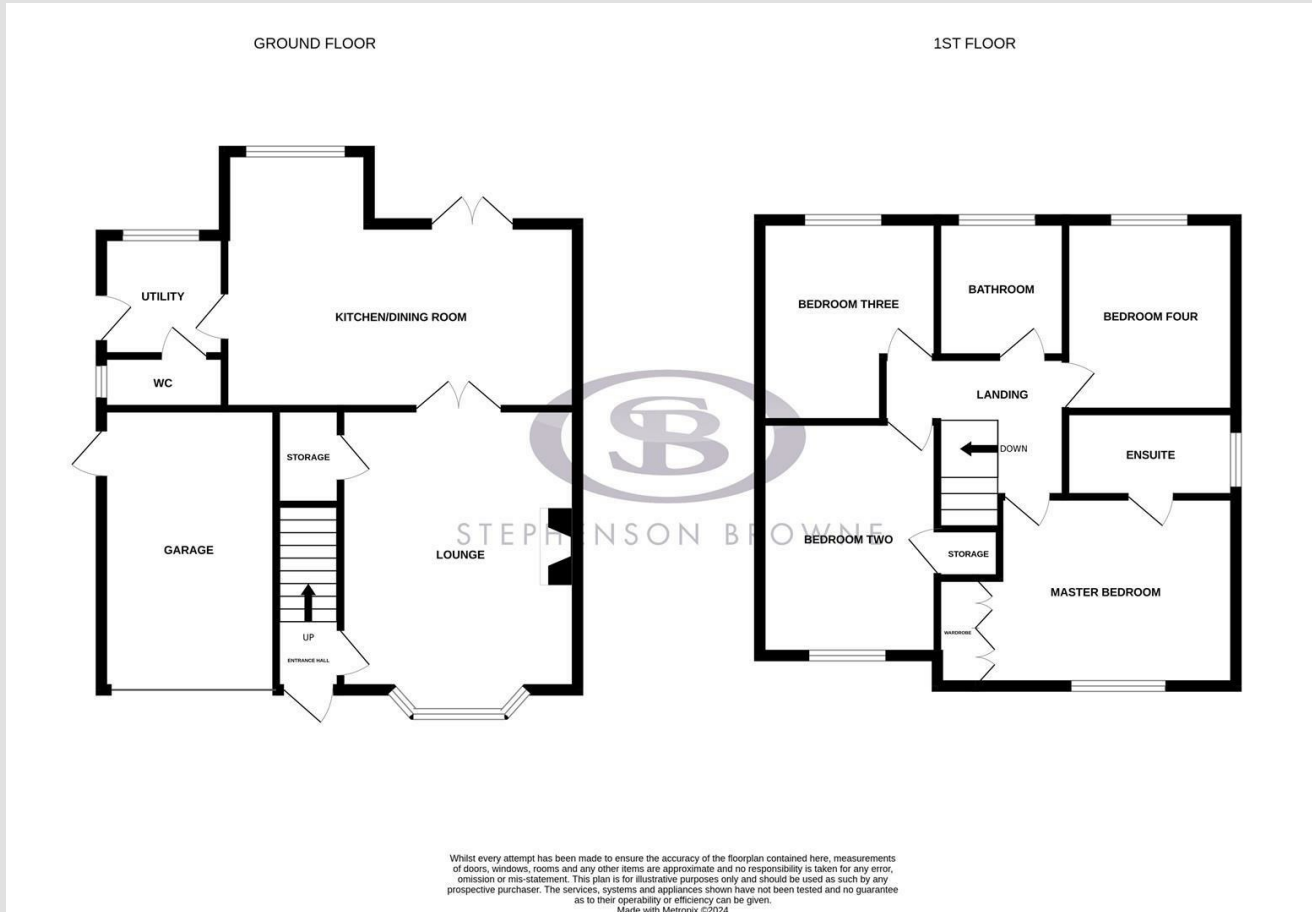 GROUND FLOOR
UTILITY
KITCHEN/DINING ROOM
WC
STORAGE
GARAGE
LOUNGE
UP
ENTRANCE HALL
1ST FLOOR
BEDROOM THREE
BATHROOM
BEDROOM FOUR
LANDING
DOWN
ENSUITE
BEDROOM TWO
STORAGE
MASTER BEDROOM
WARDROBE
SB
STEPHENSON BROWNE
Whilst every attempt has been made to ensure the accuracy of the floorplan contained here, measurements
of doors, windows, rooms and any other items are approximate and no responsibility is taken for any error,
omission or mis-statement. This plan is for illustrative purposes only and should be used as such by any
prospective purchaser. The services, systems and appliances shown have not been tested and no guarantee
as to their operability or efficiency can be given.
Made with Metropix ©2024